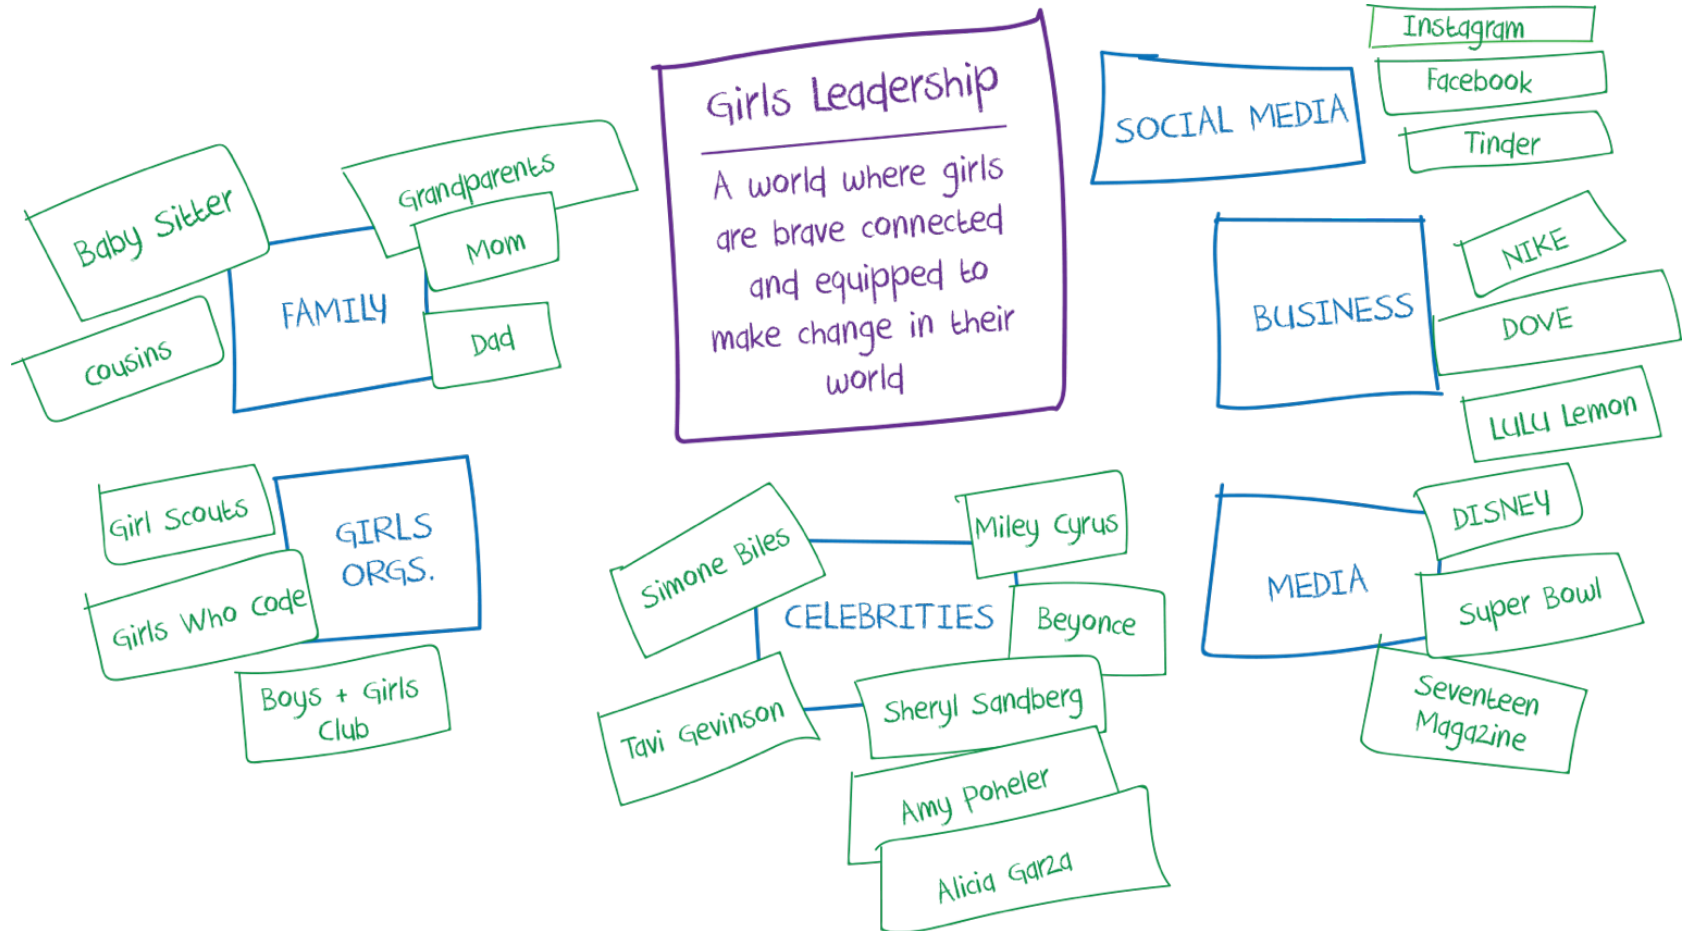 Girls Leadership
A world where girls
are brave connected
and equipped to
make change in their
world
Baby Sitter
Grandparents
Mom
FAMILY
Dad
cousins
SOCIAL MEDIA
Instagram
Facebook
Tinder
BUSINESS
NIKE
DOVE
LULU Lemon
GIRLS
ORGS.
Girl Scouts
Girls Who Code
Boys + Girls
Club
CELEBRITIES
Simone Biles
Miley Cyrus
Beyonce
Tavi Gevinson
Sheryl Sandberg
Amy Poheler
Alicia Garza
MEDIA
DISNEY
Super Bowl
Seventeen
Magazine